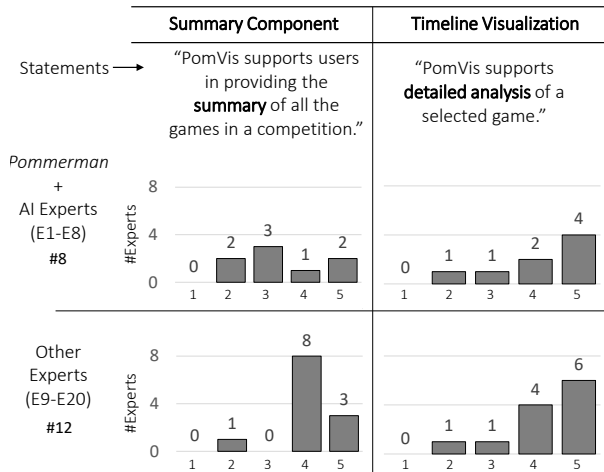 Summary Component
Timeline Visualization
Statements
“PomVis supports users
in providing the
summary of all the
games in a competition.”
“PomVis supports
detailed analysis of a
selected game.”
Pommerman
+
AI Experts
(E1-E8)
#8
#Experts
8
4
0
0
2
3
1
2
1
2
3
4
5
0
1
1
2
4
1
2
3
4
5
Other
Experts
(E9-E20)
#12
#Experts
8
4
0
0
1
0
8
3
1
2
3
4
5
0
1
1
4
6
1
2
3
4
5